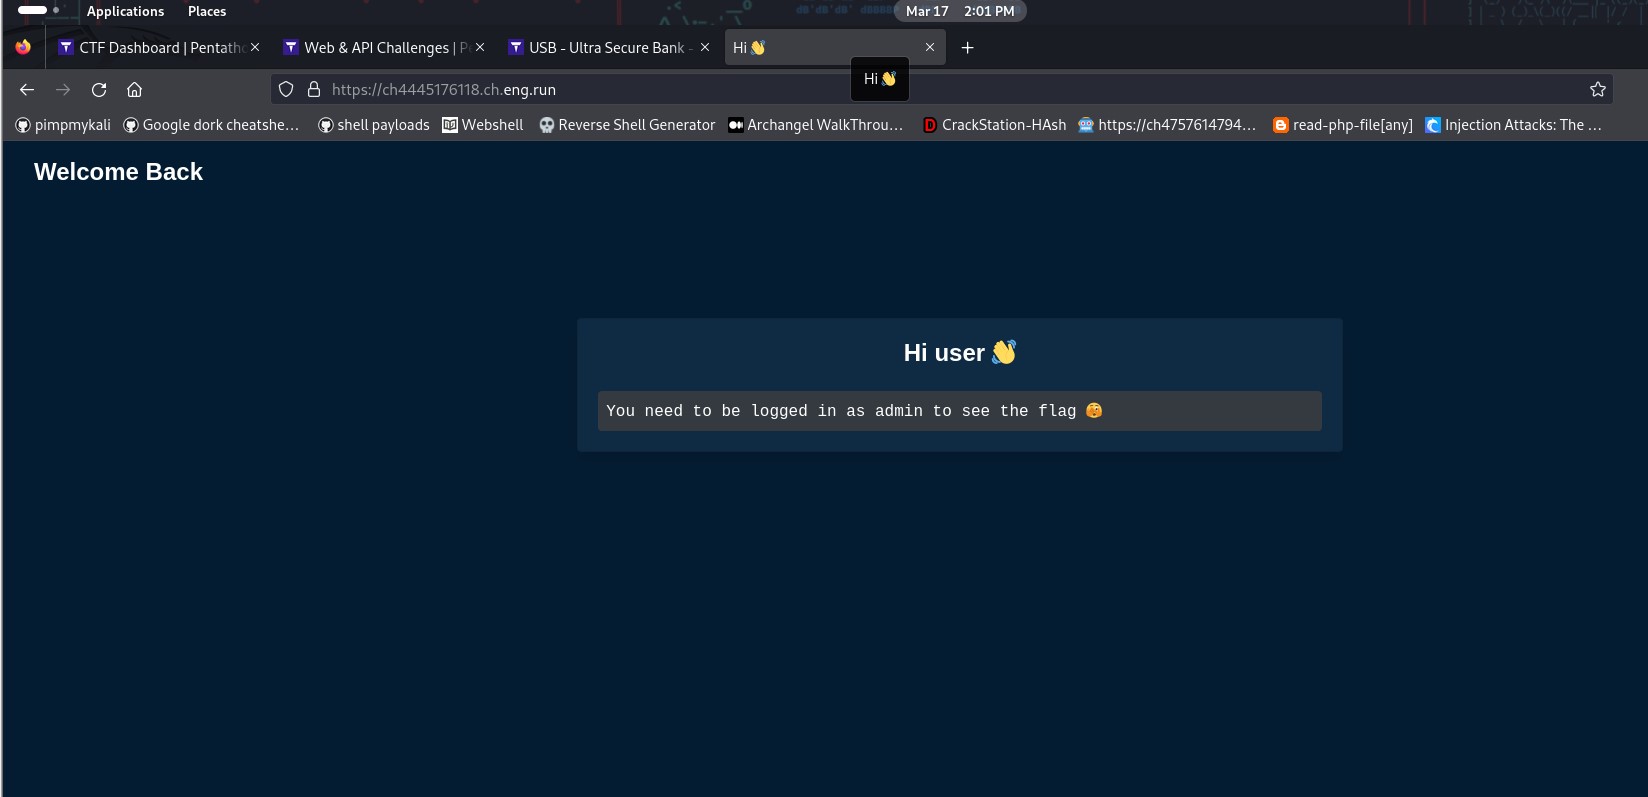 Applications Places Mar 17 2:01 PM
CTF Dashboard | Pentath Web & API Challenges | P USB - Ultra Secure Bank - Hi 👋
Hi 👋
https://ch4445176118.ch.eng.run
pimpmykali Google dork cheatshe… shell payloads Webshell Reverse Shell Generator Archangel WalkThrou… CrackStation-HAsh https://ch4757614794… read-php-file[any] Injection Attacks: The …
Welcome Back
Hi user 👋
You need to be logged in as admin to see the flag 🫣